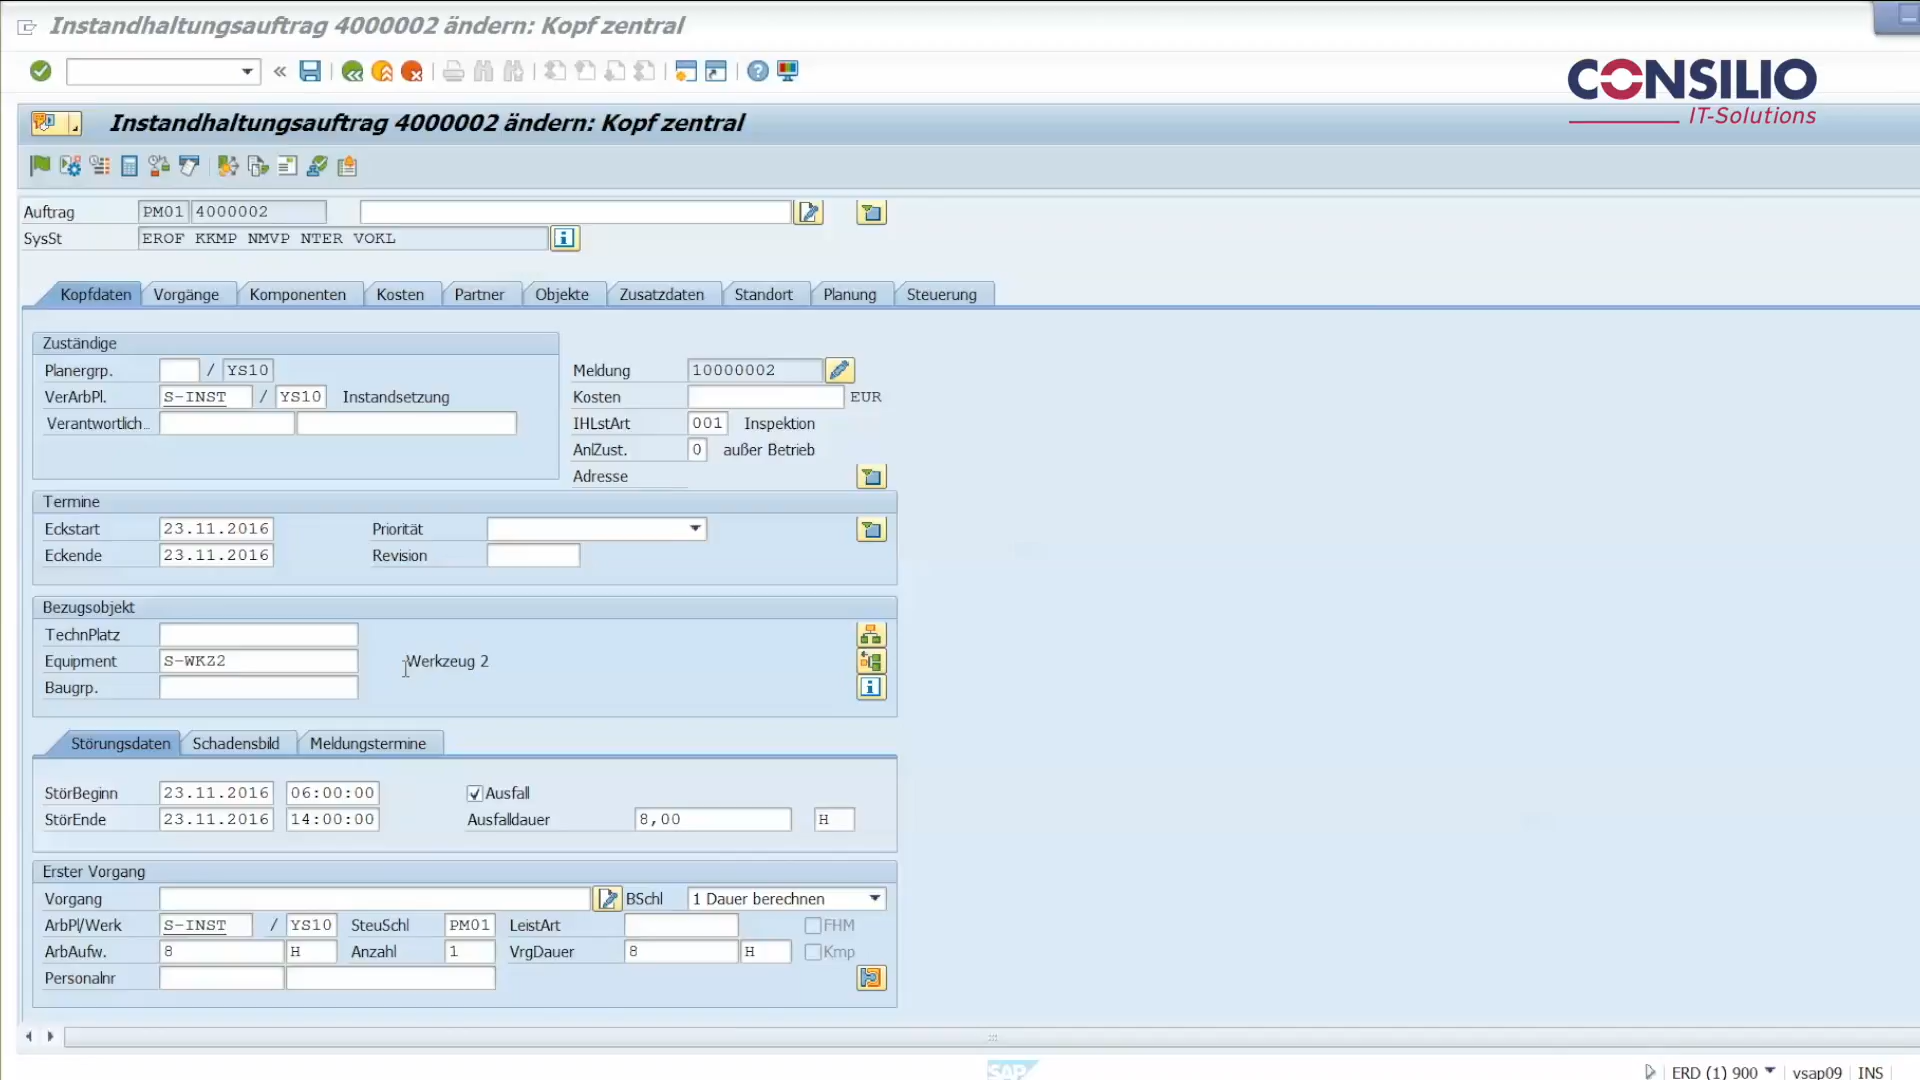 Instandhaltungsauftrag 4000002 ändern: Kopf zentral
CONSILIO
IT-Solutions
Instandhaltungsauftrag 4000002 ändern: Kopf zentral
Auftrag PM01 4000002
SysSt EROF KKMP NMVP NTER VOKL
Kopfdaten Vorgänge Komponenten Kosten Partner Objekte Zusatzdaten Standort Planung Steuerung
Zuständige
Planergrp. / YS10
VerArbPl. S-INST / YS10 Instandsetzung
Verantwortlich..
Meldung 10000002
Kosten EUR
IHLstArt 001 Inspektion
AnlZust. 0 außer Betrieb
Adresse
Termine
Eckstart 23.11.2016 Priorität
Eckende 23.11.2016 Revision
Bezugsobjekt
TechnPlatz
Equipment S-WKZ2 Werkzeug 2
Baugrp.
Störungsdaten Schadensbild Meldungstermine
StörBeginn 23.11.2016 06:00:00 Ausfall
StörEnde 23.11.2016 14:00:00 Ausfalldauer 8,00 H
Erster Vorgang
Vorgang BSchl 1 Dauer berechnen
ArbPl/Werk S-INST / YS10 SteuSchl PM01 LeistArt FHM
ArbAufw. 8 H Anzahl 1 VrgDauer 8 H Kmp
Personalnr
SAP
ERD (1) 900 vsap09 INS